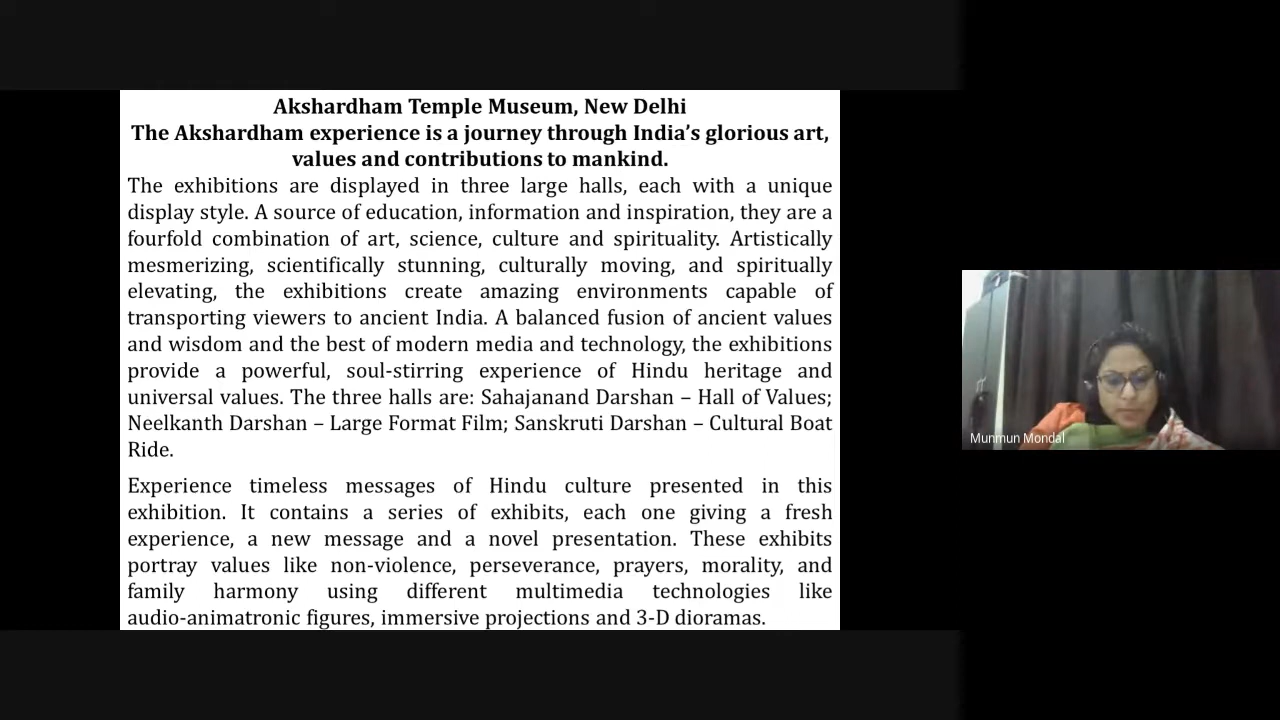 Akshardham Temple Museum, New Delhi
The Akshardham experience is a journey through India’s glorious art,
values and contributions to mankind.
The exhibitions are displayed in three large halls, each with a unique
display style. A source of education, information and inspiration, they are a
fourfold combination of art, science, culture and spirituality. Artistically
mesmerizing, scientifically stunning, culturally moving, and spiritually
elevating, the exhibitions create amazing environments capable of
transporting viewers to ancient India. A balanced fusion of ancient values
and wisdom and the best of modern media and technology, the exhibitions
provide a powerful, soul-stirring experience of Hindu heritage and
universal values. The three halls are: Sahajanand Darshan – Hall of Values;
Neelkanth Darshan – Large Format Film; Sanskruti Darshan – Cultural Boat
Ride.
Experience timeless messages of Hindu culture presented in this
exhibition. It contains a series of exhibits, each one giving a fresh
experience, a new message and a novel presentation. These exhibits
portray values like non-violence, perseverance, prayers, morality, and
family harmony using different multimedia technologies like
audio-animatronic figures, immersive projections and 3-D dioramas.
Munmun Mondal